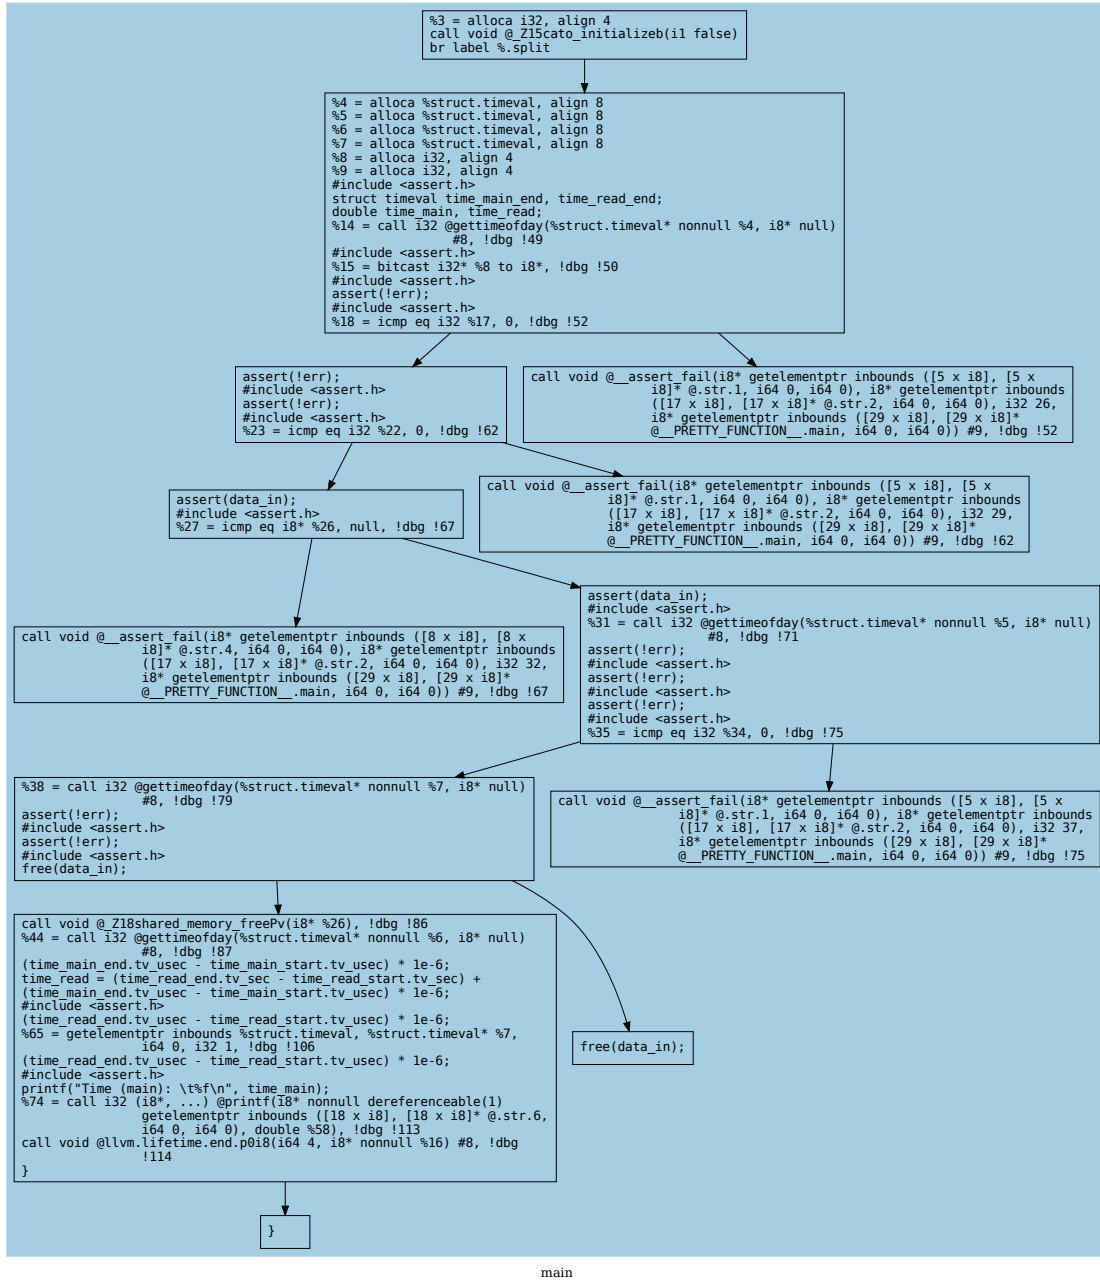 %3 = alloca i32, align 4
call void @_Z15cato_initializeb(i1 false)
br label %.split
%4 = alloca %struct.timeval, align 8
%5 = alloca %struct.timeval, align 8
%6 = alloca %struct.timeval, align 8
%7 = alloca %struct.timeval, align 8
%8 = alloca i32, align 4
%9 = alloca i32, align 4
#include <assert.h>
struct timeval time_main_end, time_read_end;
double time_main, time_read;
%14 = call i32 @gettimeofday(%struct.timeval* nonnull %4, i8* null)
#8, !dbg !49
#include <assert.h>
%15 = bitcast i32* %8 to i8*, !dbg !50
#include <assert.h>
assert(!err);
#include <assert.h>
%18 = icmp eq i32 %17, 0, !dbg !52
assert(!err);
#include <assert.h>
assert(!err);
#include <assert.h>
%23 = icmp eq i32 %22, 0, !dbg !62
call void @__assert_fail(i8* getelementptr inbounds ([5 x i8], [5 x
i8]* @.str.1, i64 0, i64 0), i8* getelementptr inbounds
([17 x i8], [17 x i8]* @.str.2, i64 0, i64 0), i32 26,
i8* getelementptr inbounds ([29 x i8], [29 x i8]*
@__PRETTY_FUNCTION__.main, i64 0, i64 0)) #9, !dbg !52
assert(data_in);
#include <assert.h>
%27 = icmp eq i8* %26, null, !dbg !67
call void @__assert_fail(i8* getelementptr inbounds ([5 x i8], [5 x
i8]* @.str.1, i64 0, i64 0), i8* getelementptr inbounds
([17 x i8], [17 x i8]* @.str.2, i64 0, i64 0), i32 29,
i8* getelementptr inbounds ([29 x i8], [29 x i8]*
@__PRETTY_FUNCTION__.main, i64 0, i64 0)) #9, !dbg !62
call void @__assert_fail(i8* getelementptr inbounds ([8 x i8], [8 x
i8]* @.str.4, i64 0, i64 0), i8* getelementptr inbounds
([17 x i8], [17 x i8]* @.str.2, i64 0, i64 0), i32 32,
i8* getelementptr inbounds ([29 x i8], [29 x i8]*
@__PRETTY_FUNCTION__.main, i64 0, i64 0)) #9, !dbg !67
assert(data_in);
#include <assert.h>
%31 = call i32 @gettimeofday(%struct.timeval* nonnull %5, i8* null)
#8, !dbg !71
assert(!err);
#include <assert.h>
assert(!err);
#include <assert.h>
assert(!err);
#include <assert.h>
%35 = icmp eq i32 %34, 0, !dbg !75
%38 = call i32 @gettimeofday(%struct.timeval* nonnull %7, i8* null)
#8, !dbg !79
assert(!err);
#include <assert.h>
assert(!err);
#include <assert.h>
free(data_in);
call void @__assert_fail(i8* getelementptr inbounds ([5 x i8], [5 x
i8]* @.str.1, i64 0, i64 0), i8* getelementptr inbounds
([17 x i8], [17 x i8]* @.str.2, i64 0, i64 0), i32 37,
i8* getelementptr inbounds ([29 x i8], [29 x i8]*
@__PRETTY_FUNCTION__.main, i64 0, i64 0)) #9, !dbg !75
call void @_Z18shared_memory_freePv(i8* %26), !dbg !86
%44 = call i32 @gettimeofday(%struct.timeval* nonnull %6, i8* null)
#8, !dbg !87
(time_main_end.tv_usec - time_main_start.tv_usec) * 1e-6;
time_read = (time_read_end.tv_sec - time_read_start.tv_sec) +
(time_main_end.tv_usec - time_main_start.tv_usec) * 1e-6;
#include <assert.h>
(time_read_end.tv_usec - time_read_start.tv_usec) * 1e-6;
%65 = getelementptr inbounds %struct.timeval, %struct.timeval* %7,
i64 0, i32 1, !dbg !106
(time_read_end.tv_usec - time_read_start.tv_usec) * 1e-6;
#include <assert.h>
printf("Time (main): \t%f\n", time_main);
%74 = call i32 (i8*, ...) @printf(i8* nonnull dereferenceable(1)
getelementptr inbounds ([18 x i8], [18 x i8]* @.str.6,
i64 0, i64 0), double %58), !dbg !113
call void @llvm.lifetime.end.p0i8(i64 4, i8* nonnull %16) #8, !dbg
!114
}
free(data_in);
}
main